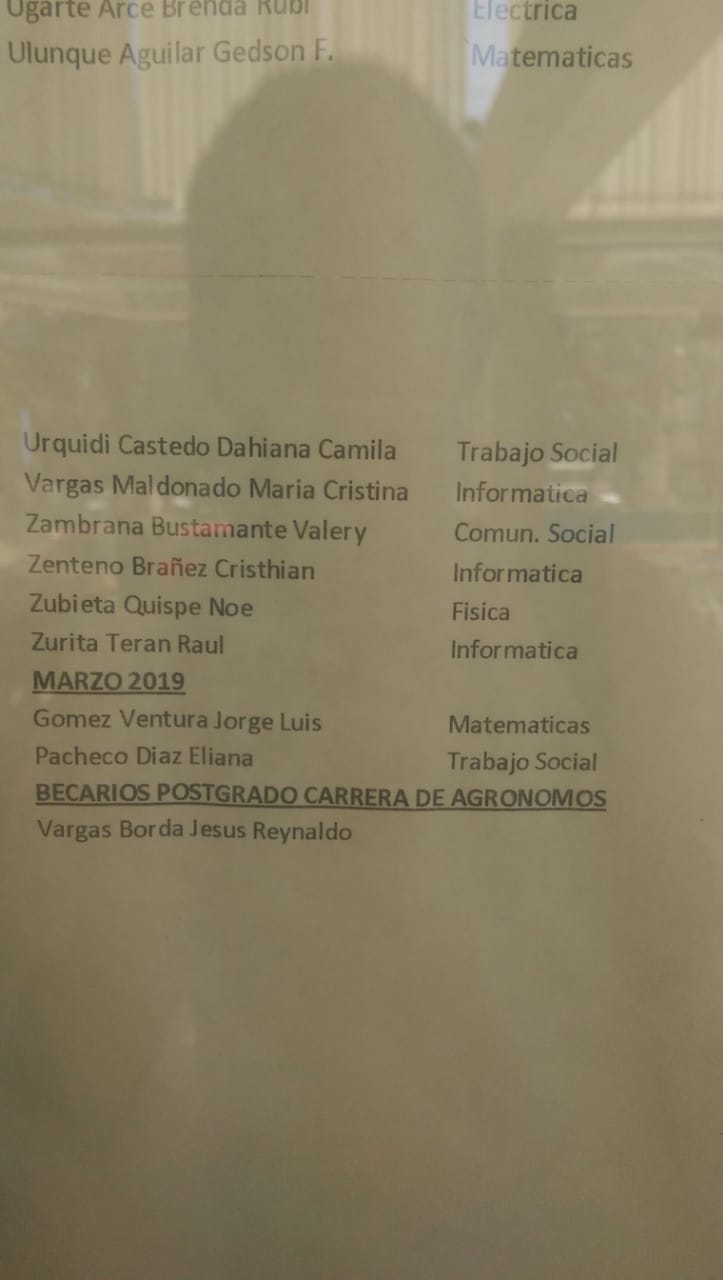 Ugarte Arce Brenda Rubi Electrica
Ulunque Aguilar Gedson F. Matematicas
Urquidi Castedo Dahiana Camila Trabajo Social
Vargas Maldonado Maria Cristina Informatica
Zambrana Bustamante Valery Comun. Social
Zenteno Brañez Cristhian Informatica
Zubieta Quispe Noe Fisica
Zurita Teran Raul Informatica
MARZO 2019
Gomez Ventura Jorge Luis Matematicas
Pacheco Diaz Eliana Trabajo Social
BECARIOS POSTGRADO CARRERA DE AGRONOMOS
Vargas Borda Jesus Reynaldo